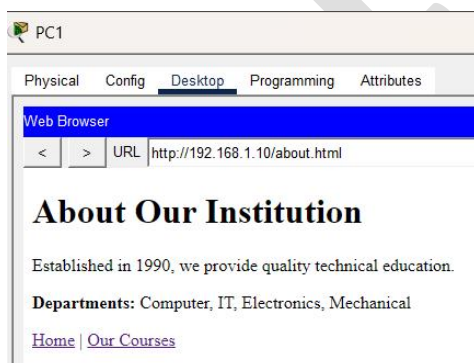 PC1
Physical Config Desktop Programming Attributes
Web Browser
< > URL http://192.168.1.10/about.html
About Our Institution
Established in 1990, we provide quality technical education.
Departments: Computer, IT, Electronics, Mechanical
Home | Our Courses